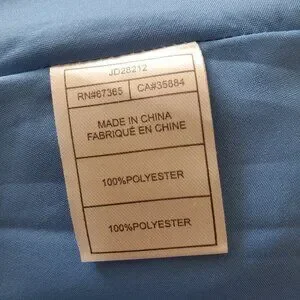 JD28212
RN#67365 CA#35884
MADE IN CHINA
FABRIQUÉ EN CHINE
100%POLYESTER
100%POLYESTER